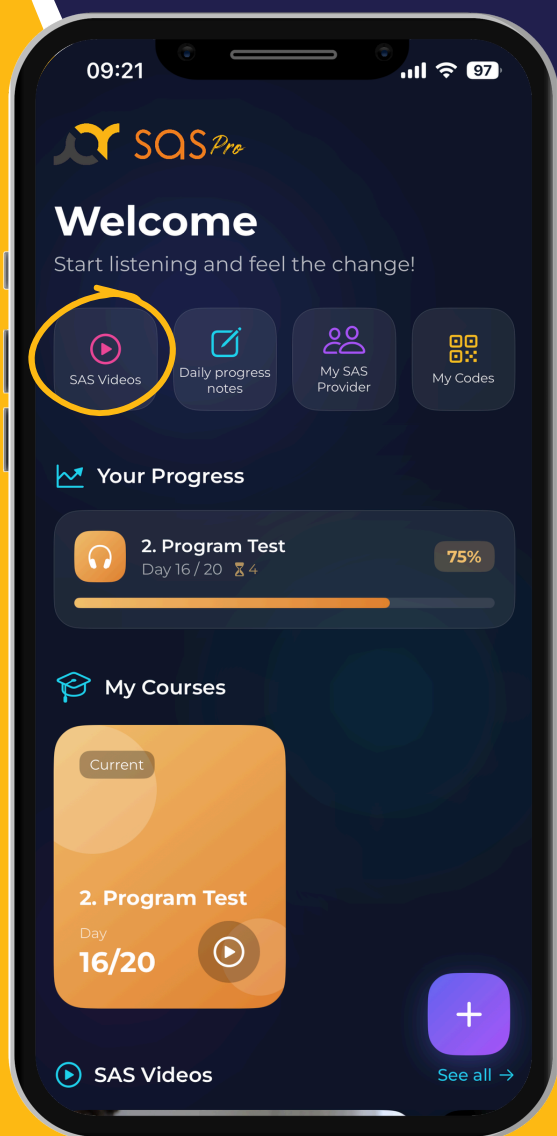 09:21
97
SAS Pro
Welcome
Start listening and feel the change!
SAS Videos
Daily progress
notes
My SAS
Provider
My Codes
Your Progress
2. Program Test
Day 16 / 20 4
75%
My Courses
Current
2. Program Test
Day
16/20
+
SAS Videos
See all →